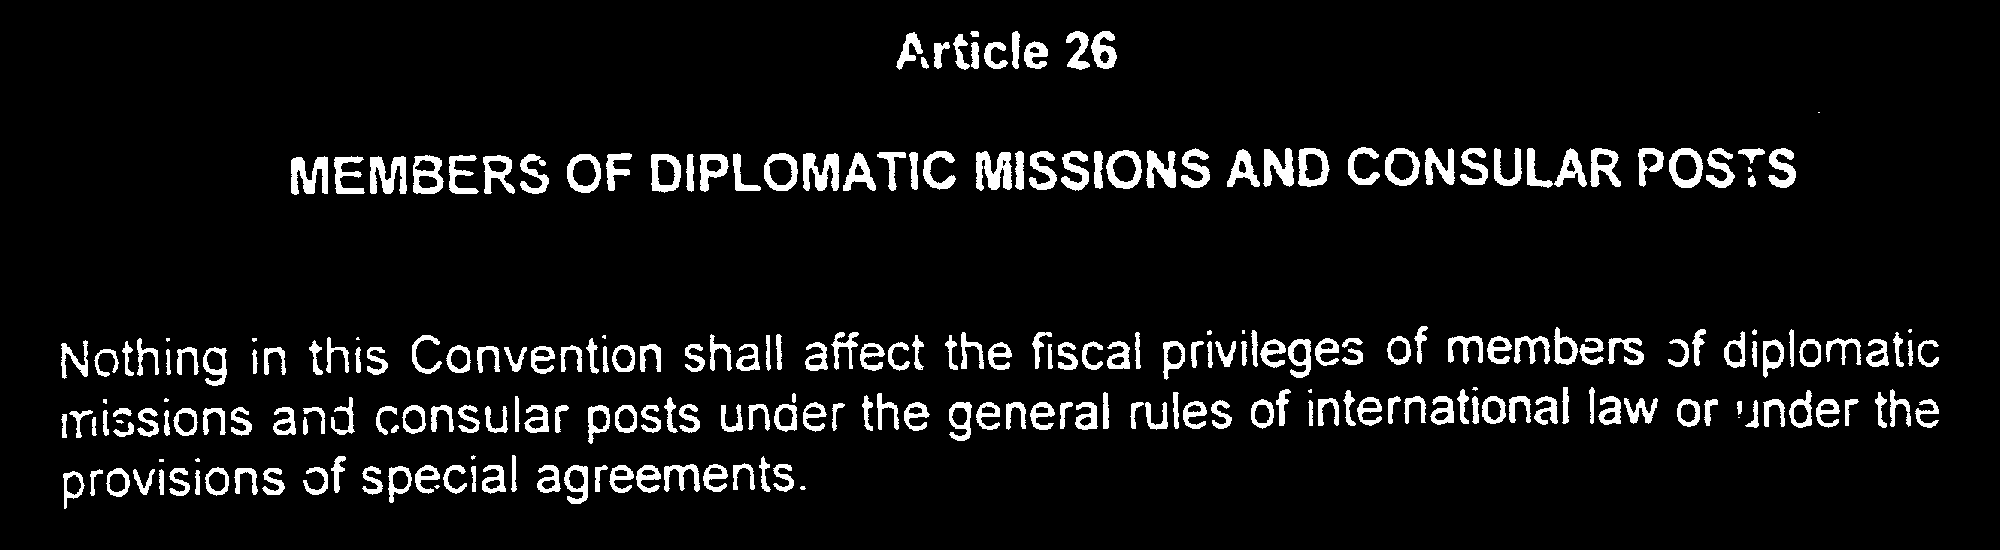 Article 26
MEMBERS OF DIPLOMATIC MISSIONS AND CONSULAR POSTS
Nothing in this Convention shall affect the fiscal privileges of members of diplomatic
missions and consular posts under the general rules of international law or under the
provisions of special agreements.